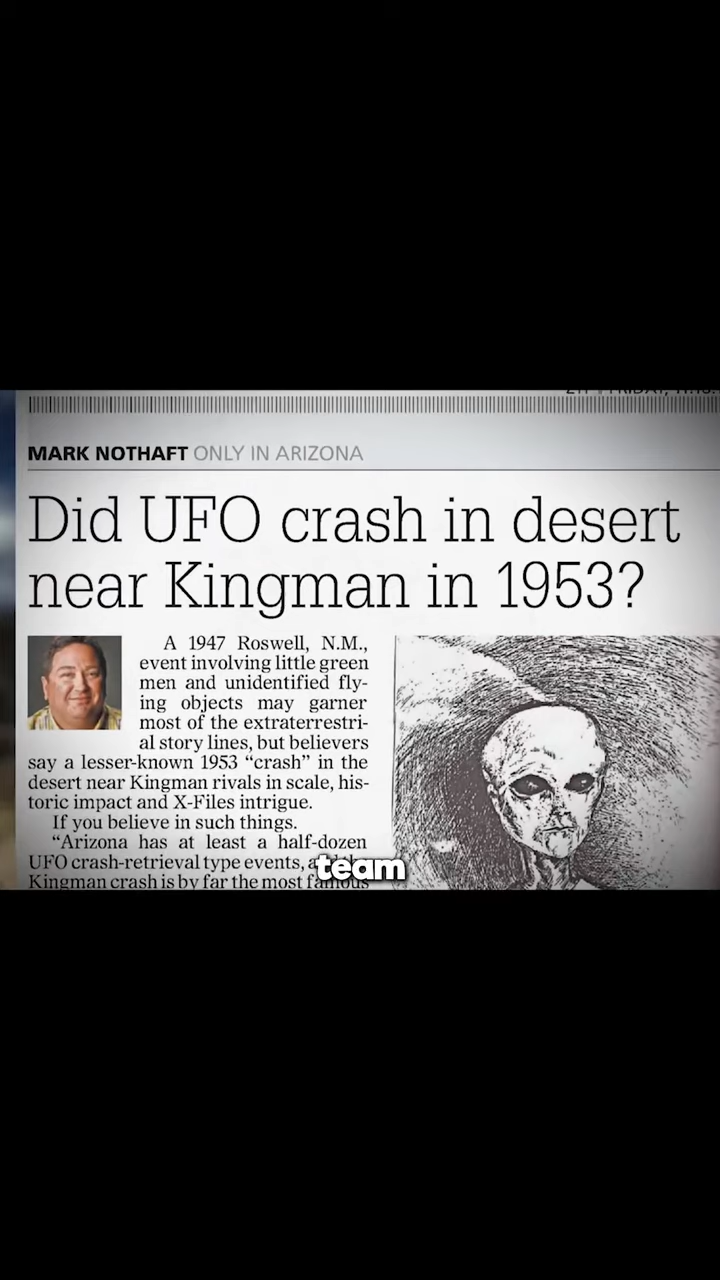 MARK NOTHAFT ONLY IN ARIZONA
Did UFO crash in desert
near Kingman in 1953?
A 1947 Roswell, N.M.,
event involving little green
men and unidentified fly-
ing objects may garner
most of the extraterrestri-
al story lines, but believers
say a lesser-known 1953 “crash” in the
desert near Kingman rivals in scale, his-
toric impact and X-Files intrigue.
If you believe in such things.
“Arizona has at least a half-dozen
UFO crash-retrieval type events,
team
Kingman crash is by far the most famous